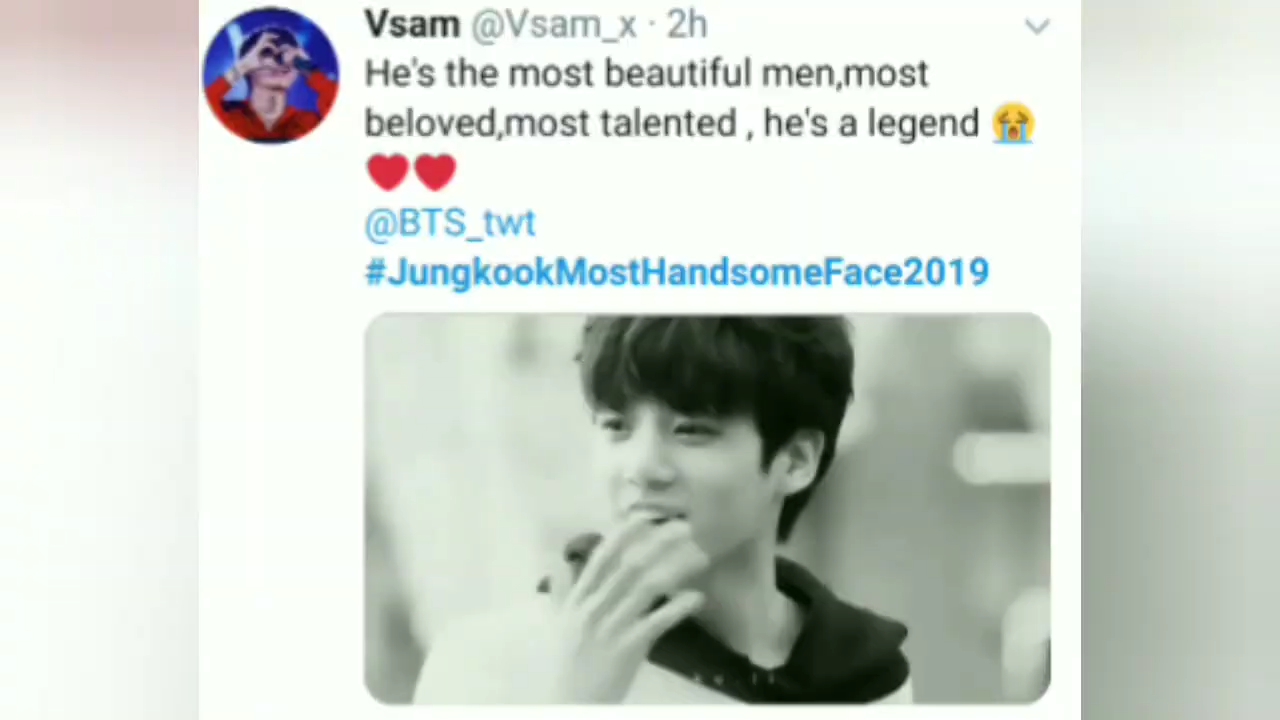 Vsam @Vsam_x · 2h
He's the most beautiful men,most
beloved,most talented , he's a legend 😭
❤️❤️
@BTS_twt
#JungkookMostHandsomeFace2019